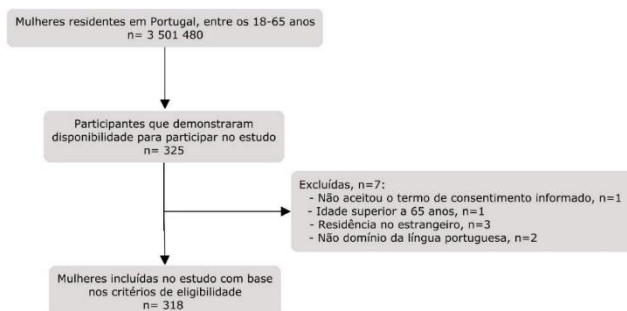 Mulheres residentes em Portugal, entre os 18-65 anos
n= 3 501 480
Participantes que demonstraram
disponibilidade para participar no estudo
n= 325
Excluídas, n=7:
- Não aceitou o termo de consentimento informado, n=1
- Idade superior a 65 anos, n=1
- Residência no estrangeiro, n=3
- Não domínio da língua portuguesa, n=2
Mulheres incluídas no estudo com base
nos critérios de eligibilidade
n= 318